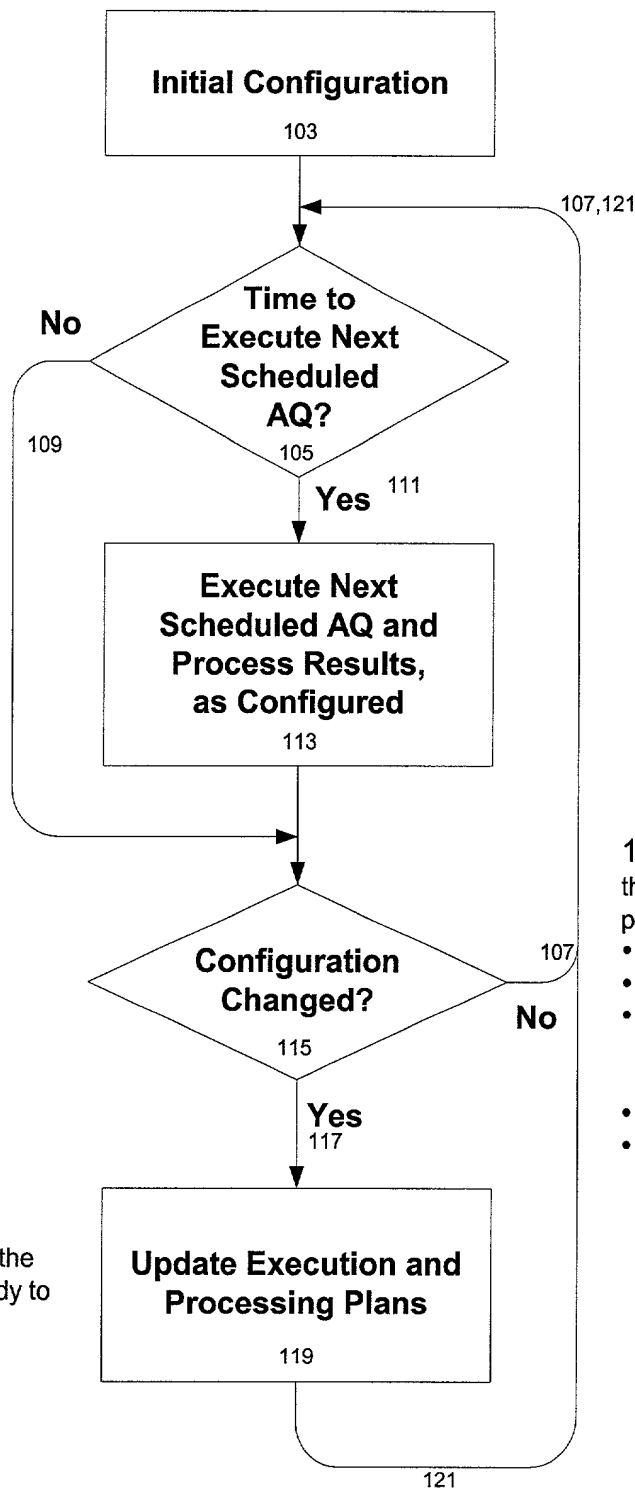 Initial Configuration
103
107,121
Time to
Execute Next
Scheduled
AQ?
105
No
109
Yes
111
Execute Next
Scheduled AQ and
Process Results,
as Configured
113
Configuration
Changed?
115
107
No
Yes
117
Update Execution and
Processing Plans
119
121
the
•
•
•
•
•